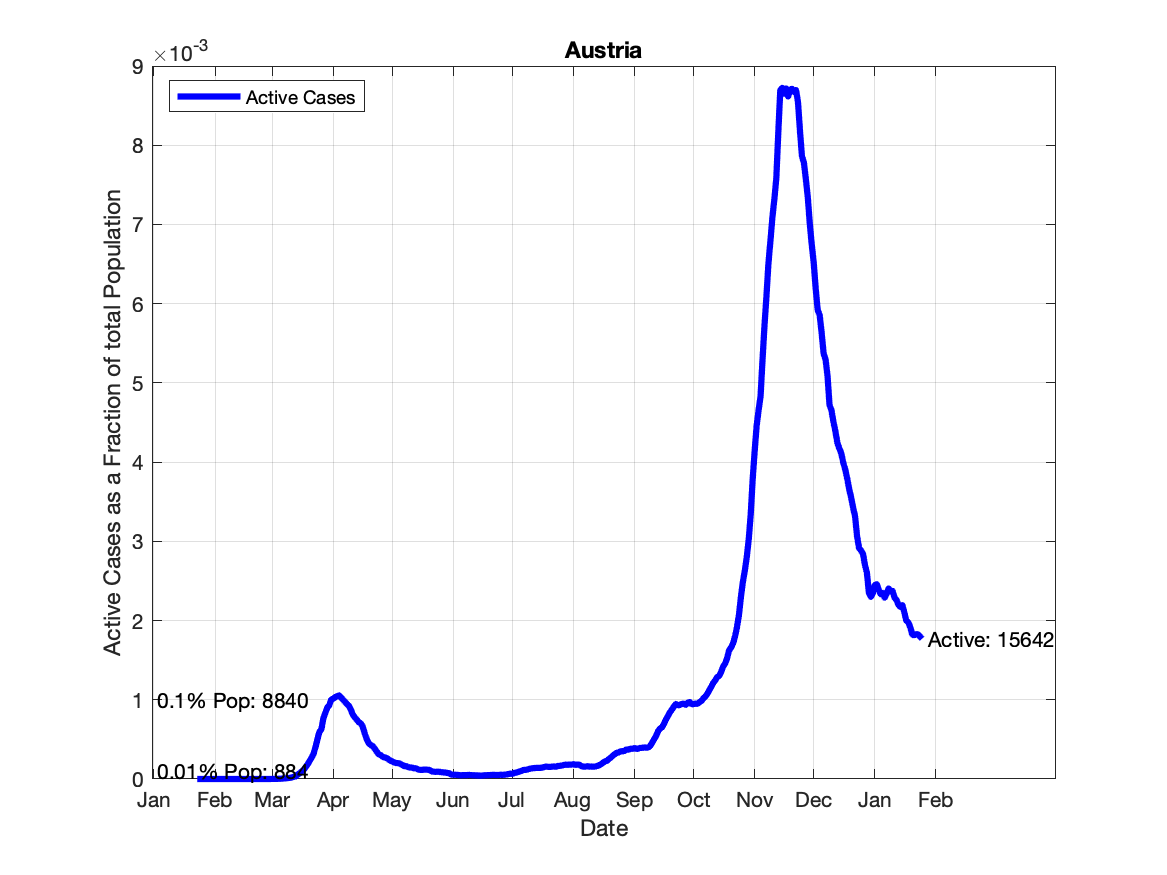 Austria
×10-3
9
8
7
6
5
4
3
2
1
0
Active Cases as a Fraction of total Population
Active Cases
Active: 15642
0.1% Pop: 8840
0.01% Pop: 884
Jan Feb Mar Apr May Jun Jul Aug Sep Oct Nov Dec Jan Feb
Date